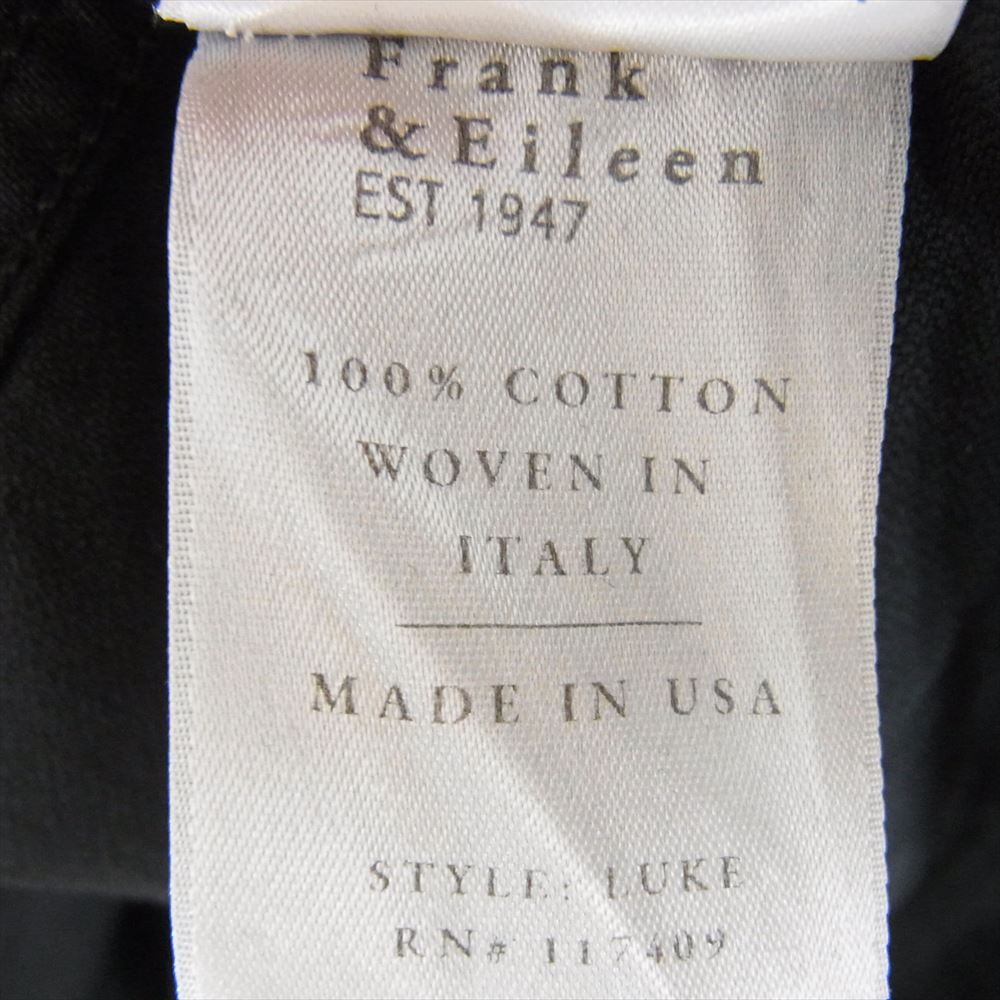 Frank
& Eileen
EST 1947
100% COTTON
WOVEN IN
ITALY
MADE IN USA
STYLE: LUKE
RN# 117409